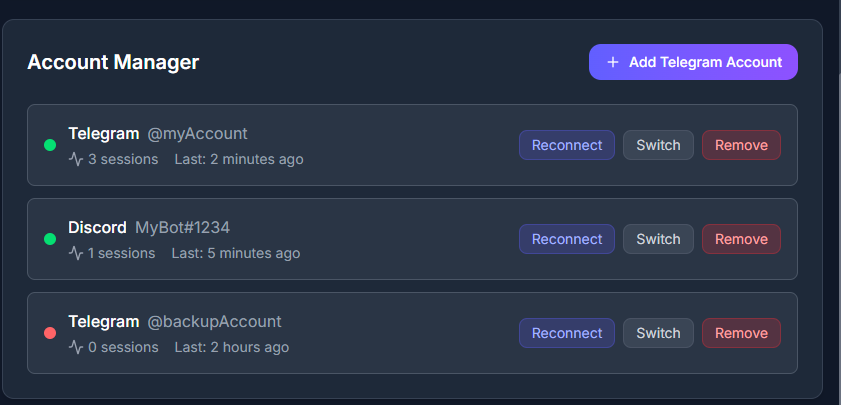 Account Manager
+ Add Telegram Account
Telegram @myAccount
3 sessions Last: 2 minutes ago
Reconnect Switch Remove
Discord MyBot#1234
1 sessions Last: 5 minutes ago
Reconnect Switch Remove
Telegram @backupAccount
0 sessions Last: 2 hours ago
Reconnect Switch Remove